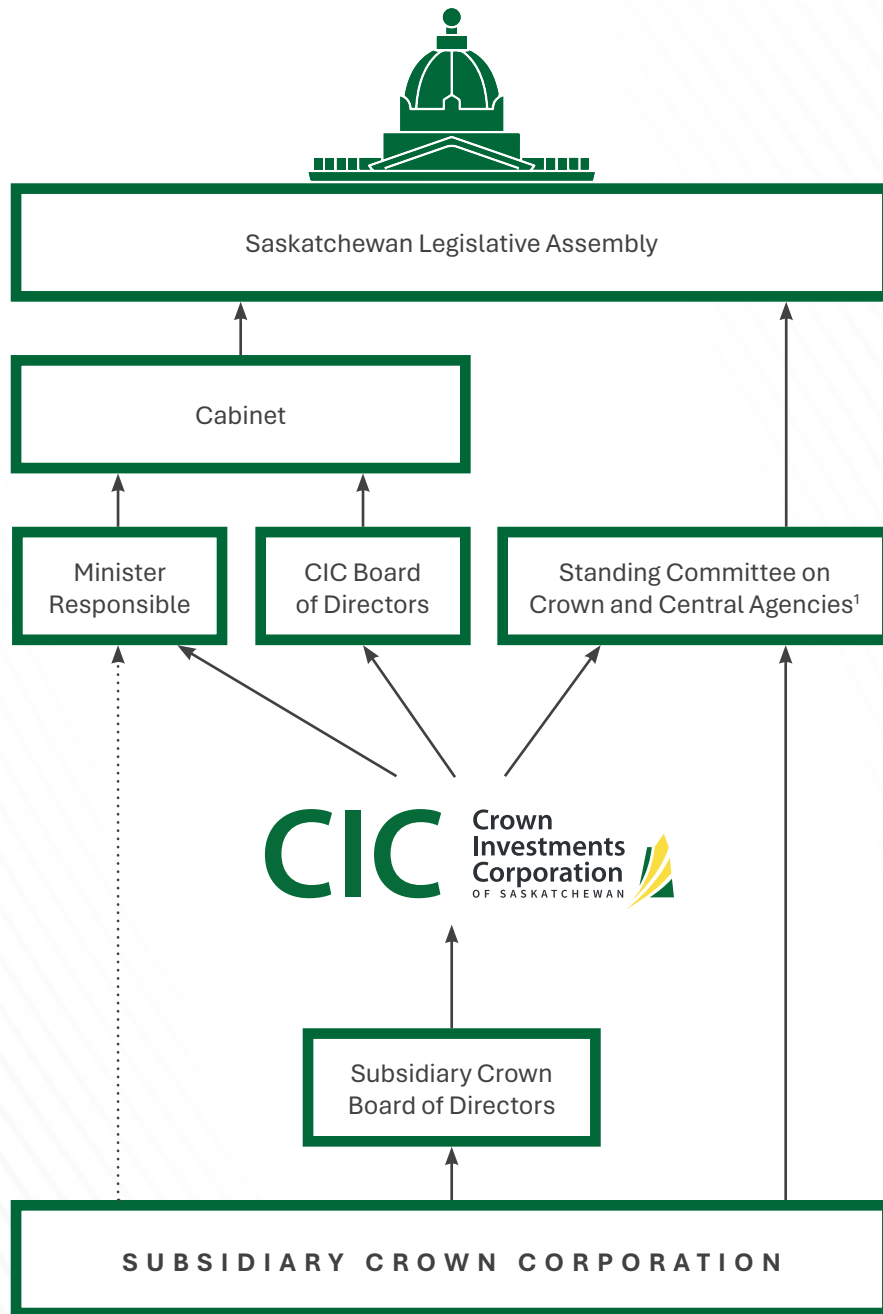 Saskatchewan Legislative Assembly
Cabinet
Minister
Responsible
CIC Board
of Directors
Standing Committee on
Crown and Central Agencies¹
CIC
Crown
Investments
Corporation
OF SASKATCHEWAN
Subsidiary Crown
Board of Directors
SUBSIDIARY CROWN CORPORATION